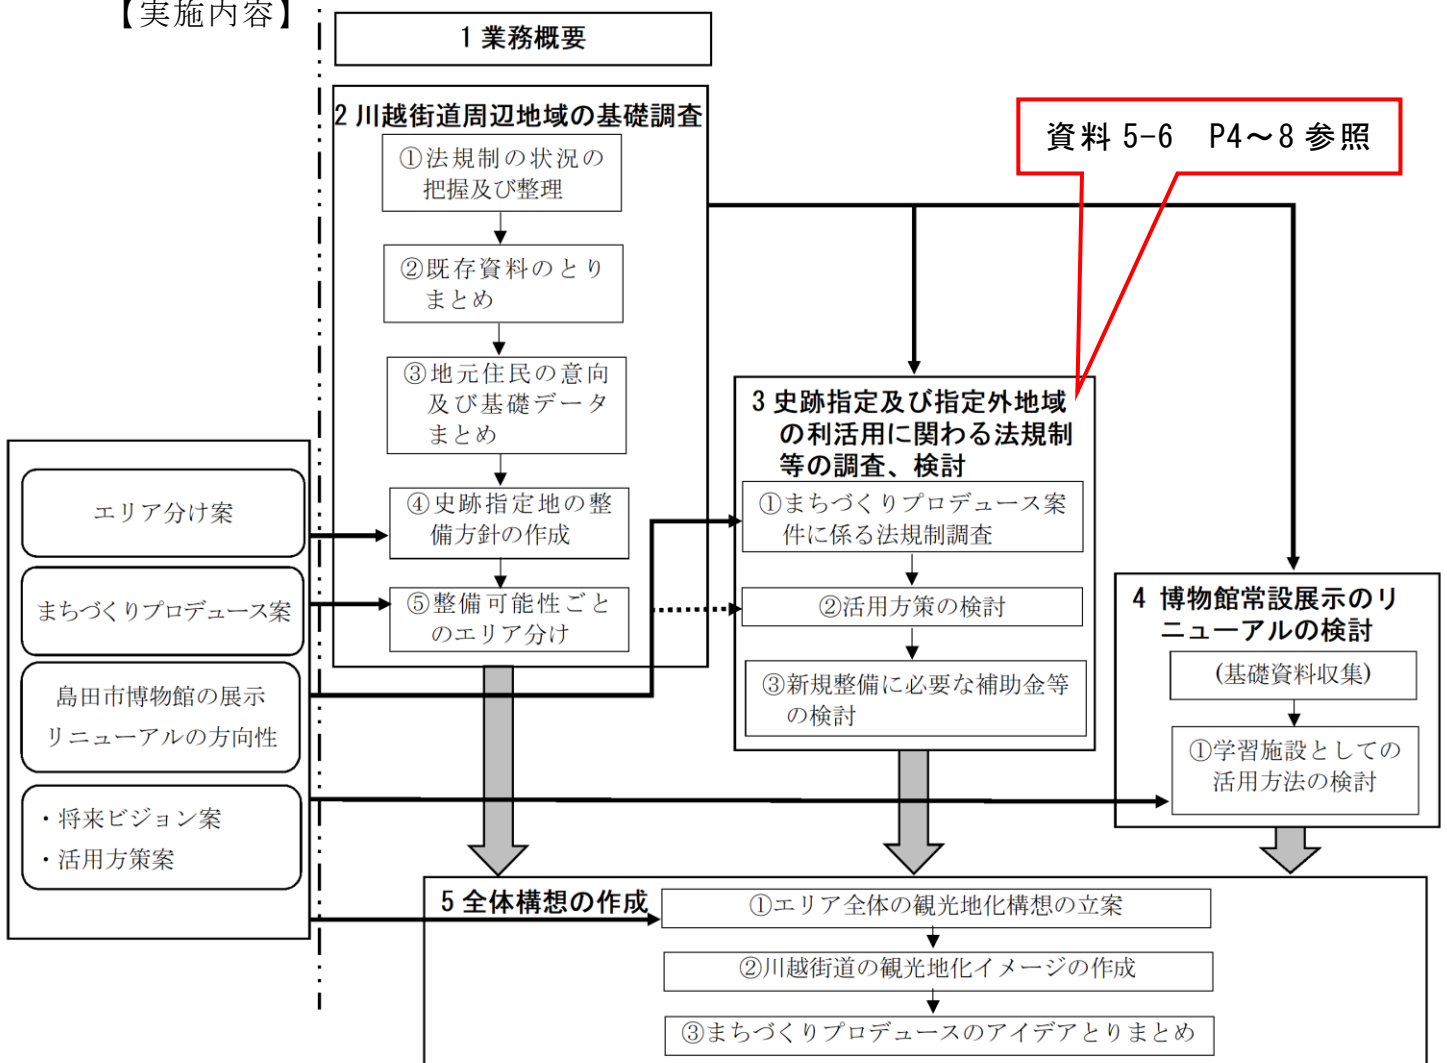 【実施内容】
1 業務概要
2 川越街道周辺地域の基礎調査
①法規制の状況の
把握及び整理
②既存資料のとり
まとめ
③地元住民の意向
及び基礎データ
まとめ
④史跡指定地の整
備方針の作成
⑤整備可能性ごと
のエリア分け
資料 5-6 P4～8 参照
3 史跡指定及び指定外地域
の利活用に関わる法規制
等の調査、検討
①まちづくりプロデュース案
件に係る法規制調査
②活用方策の検討
③新規整備に必要な補助金等
の検討
4 博物館常設展示のリ
ニューアルの検討
(基礎資料収集)
①学習施設としての
活用方法の検討
エリア分け案
まちづくりプロデュース案
島田市博物館の展示
リニューアルの方向性
・将来ビジョン案
・活用方策案
5 全体構想の作成
①エリア全体の観光地化構想の立案
②川越街道の観光地化イメージの作成
③まちづくりプロデュースのアイデアとりまとめ